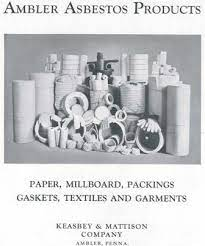 AMBLER ASBESTOS PRODUCTS
PAPER, MILLBOARD, PACKINGS
GASKETS, TEXTILES AND GARMENTS
KEASBEY & MATTISON
COMPANY
AMBLER, PENNA.